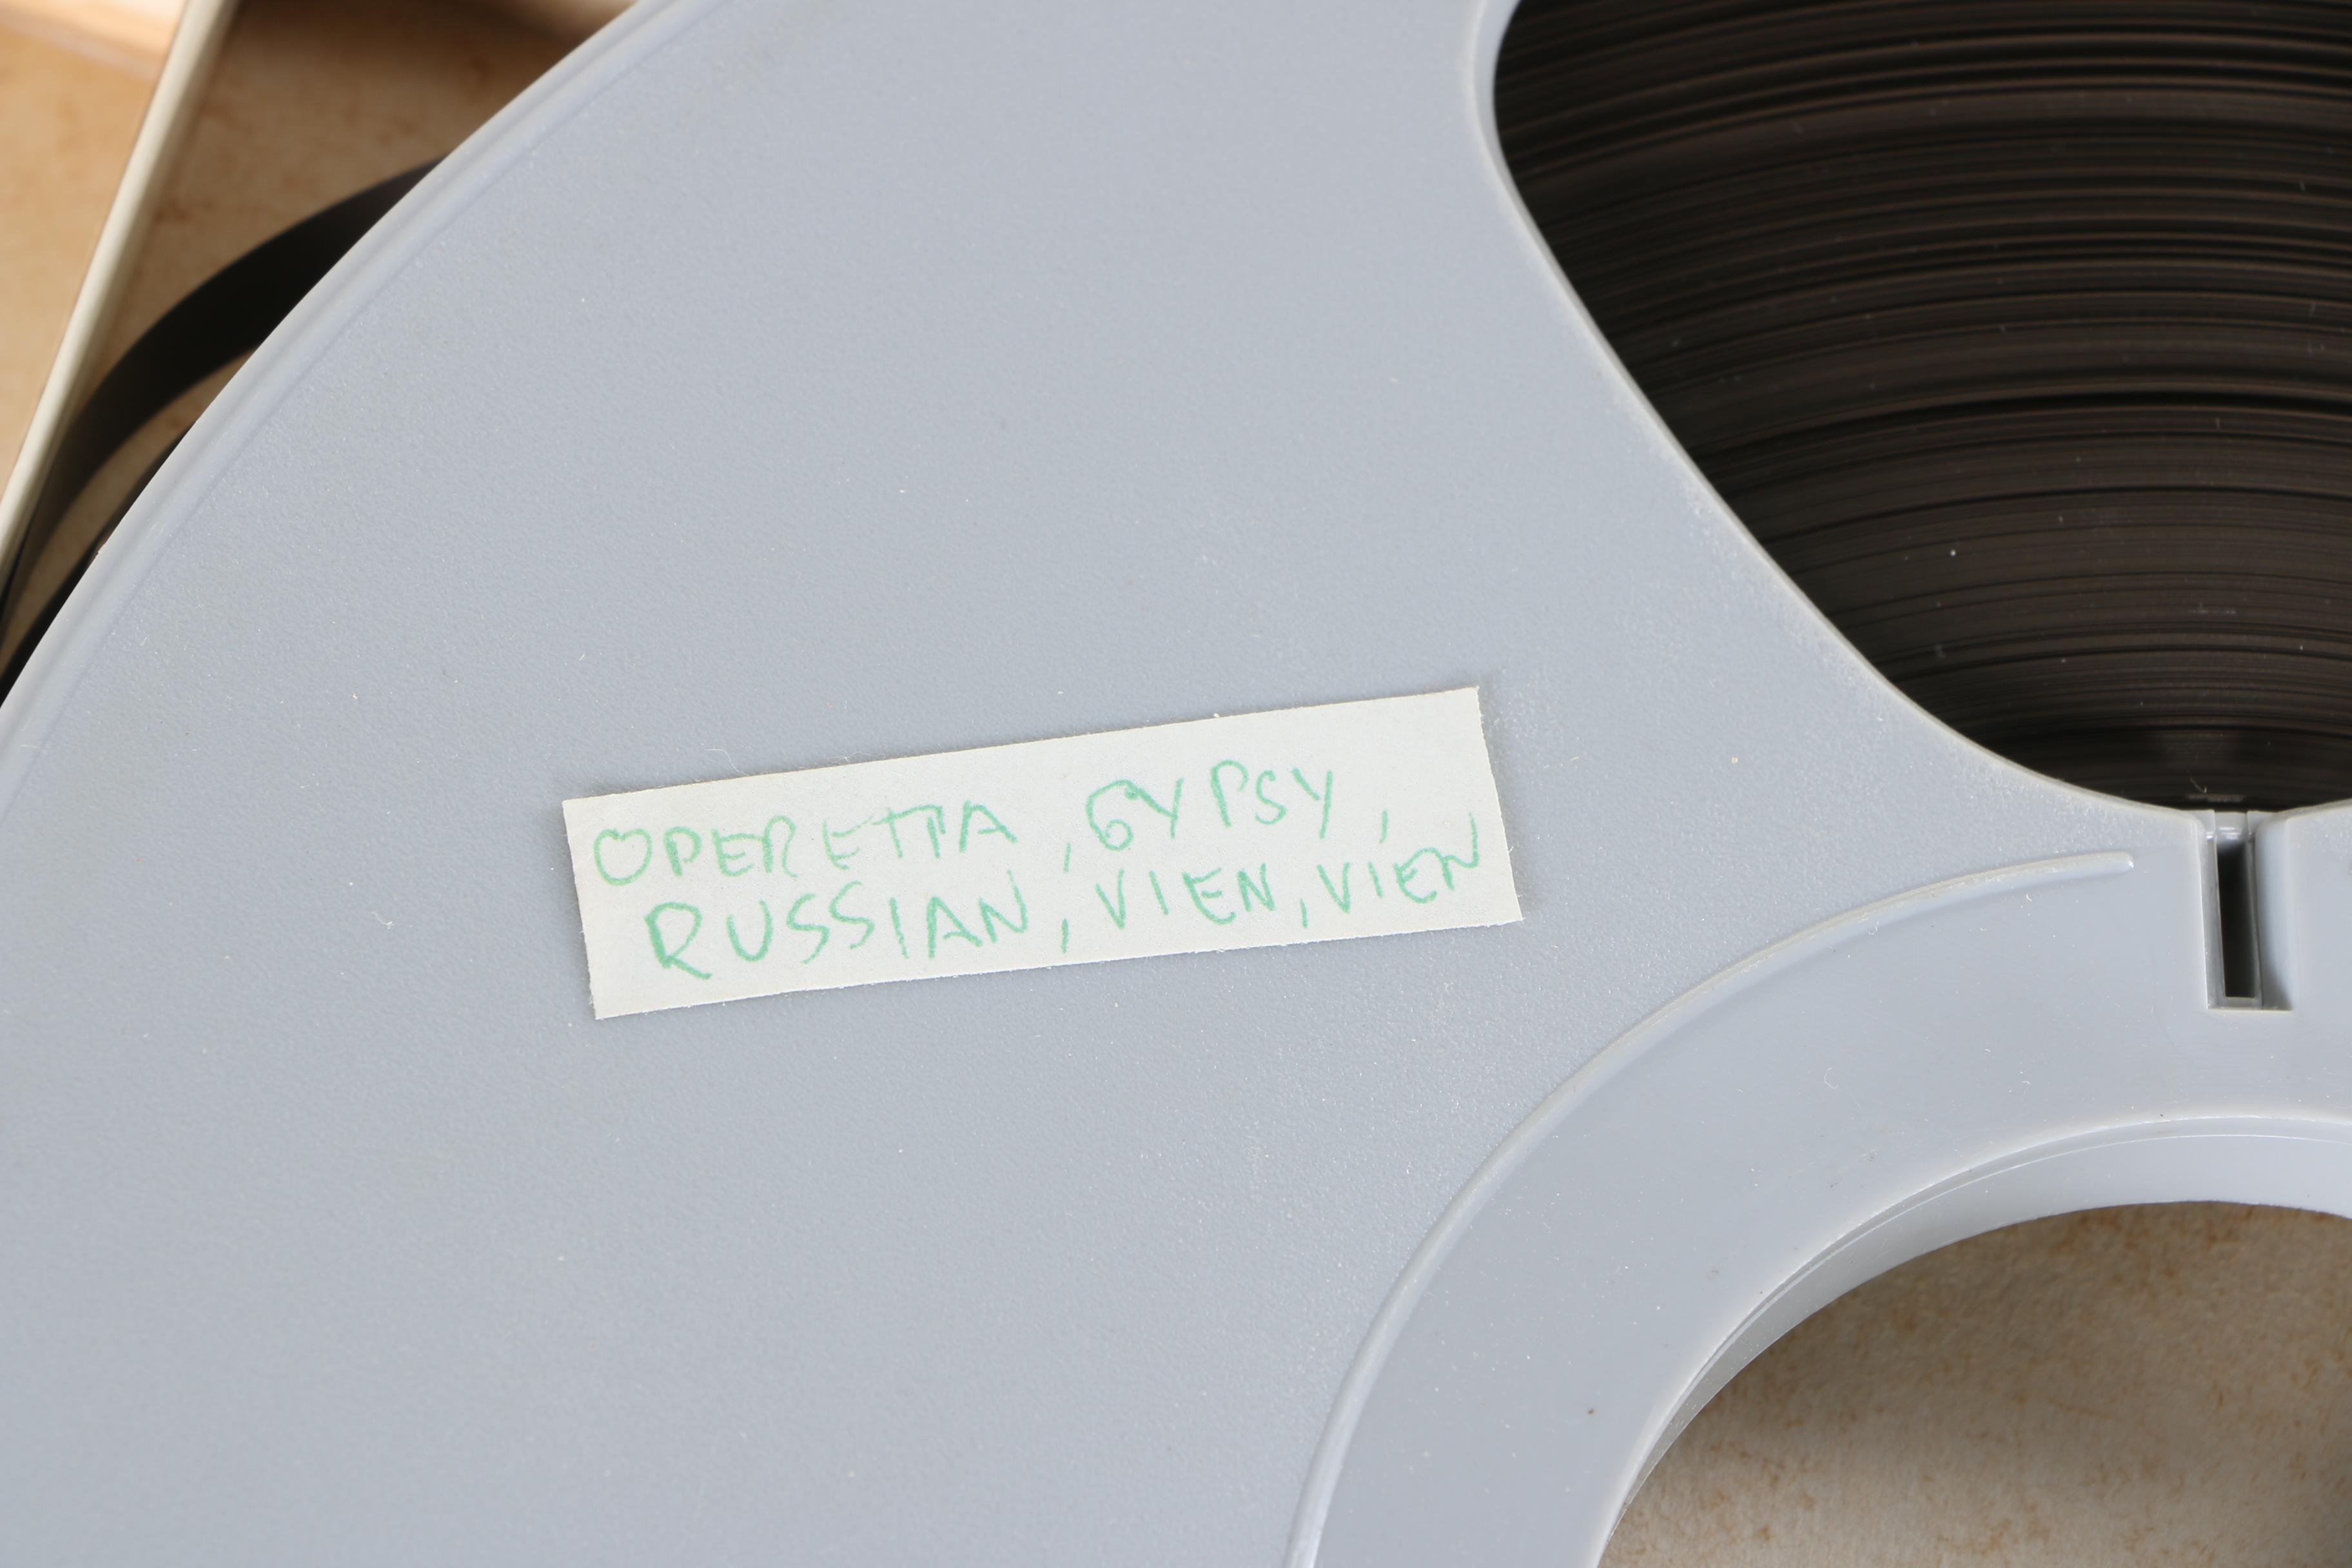 OPERETTA, GYPSY,
RUSSIAN, VIEN, VIEN